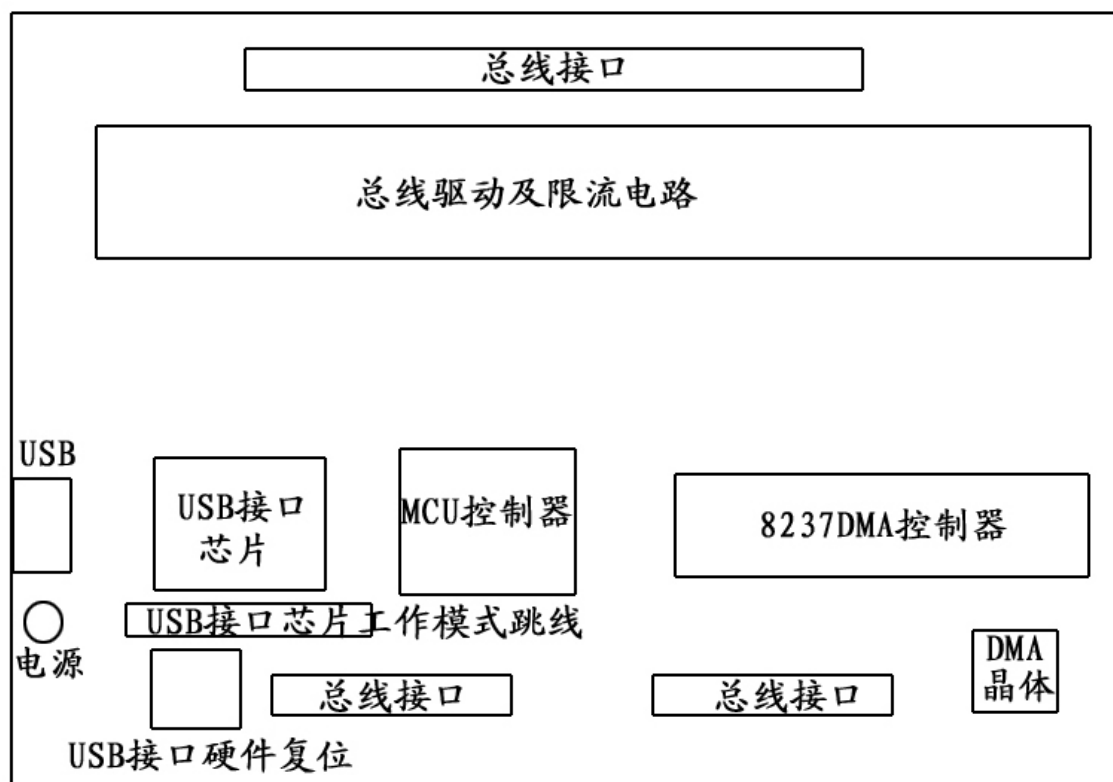 总线接口
总线驱动及限流电路
USB
USB接口
芯片
MCU控制器
8237DMA控制器
USB接口芯片工作模式跳线
电源
DMA
晶体
总线接口
总线接口
USB接口硬件复位